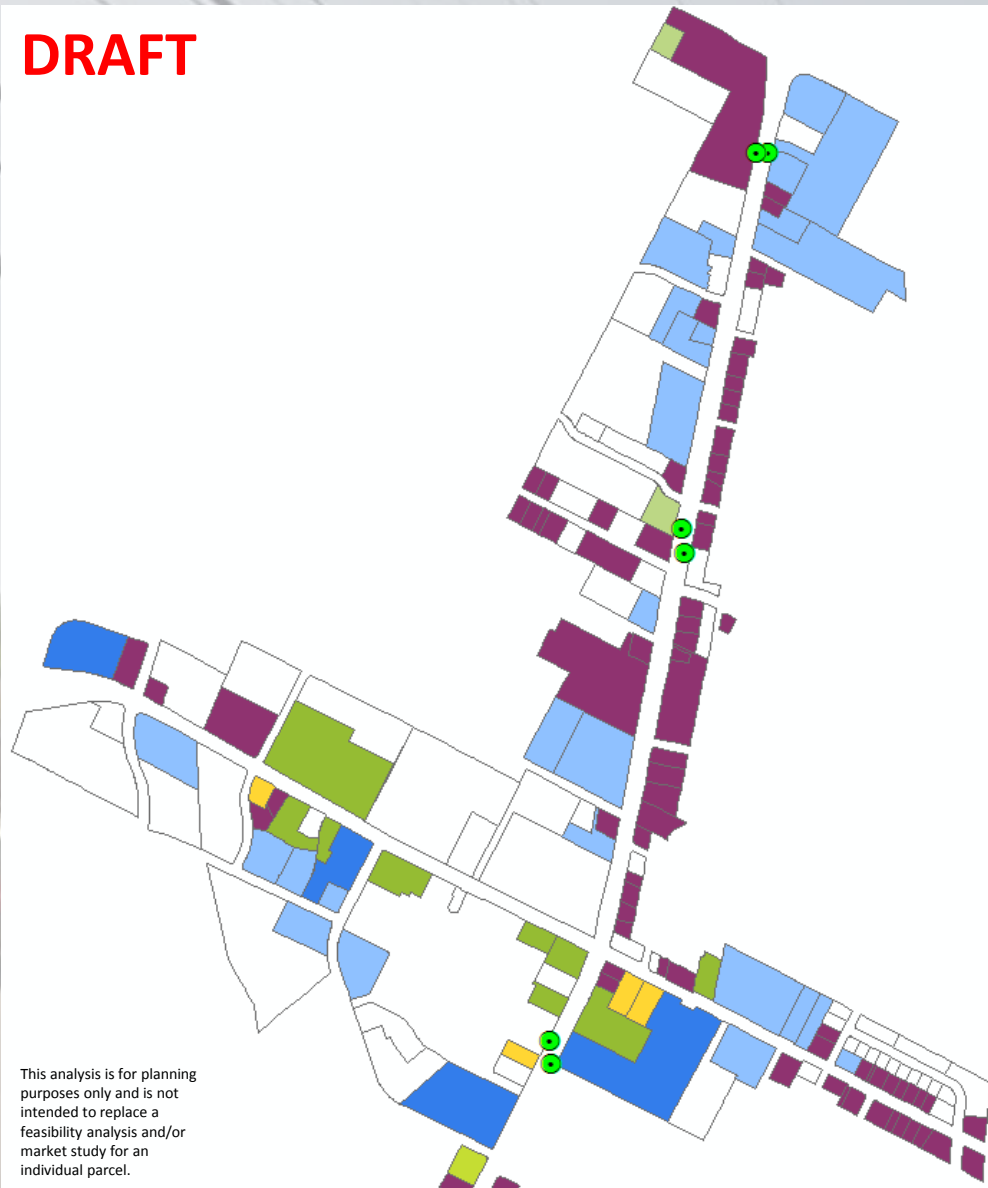 DRAFT
This analysis is for planning
purposes only and is not
intended to replace a
feasibility analysis and/or
market study for an
individual parcel.